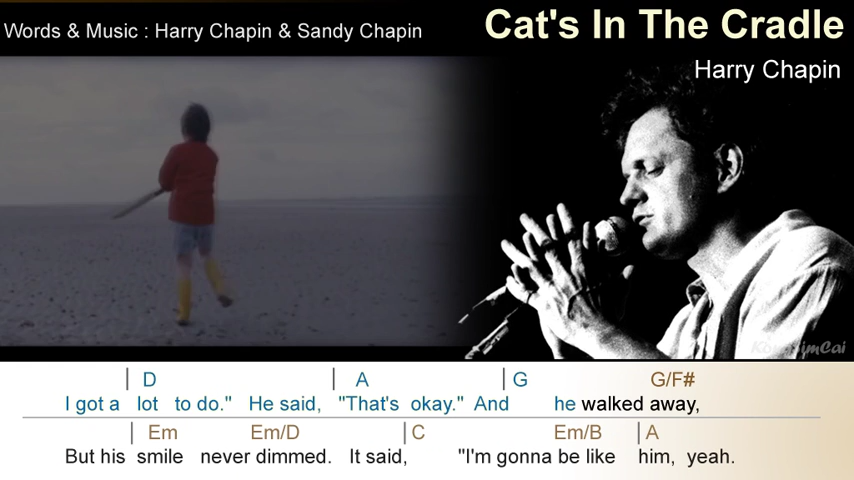 Words & Music : Harry Chapin & Sandy Chapin
Cat's In The Cradle
Harry Chapin
| D | A | G G/F#
I got a lot to do." He said, "That's okay." And he walked away,
| Em Em/D | C Em/B | A
But his smile never dimmed. It said, "I'm gonna be like him, yeah.